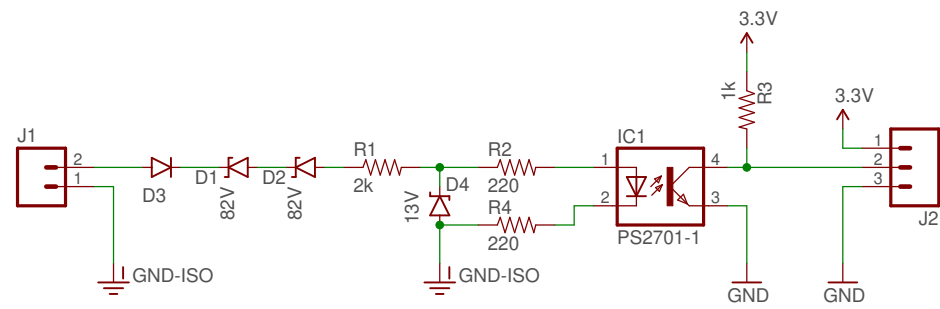 3.3V
1k
R3
3.3V
J1
2
1
D3
D1
82V
D2
82V
R1
2k
13V
D4
R2
220
R4
220
IC1
1
2
4
3
PS2701-1
1
2
3
J2
GND-ISO
GND-ISO
GND
GND